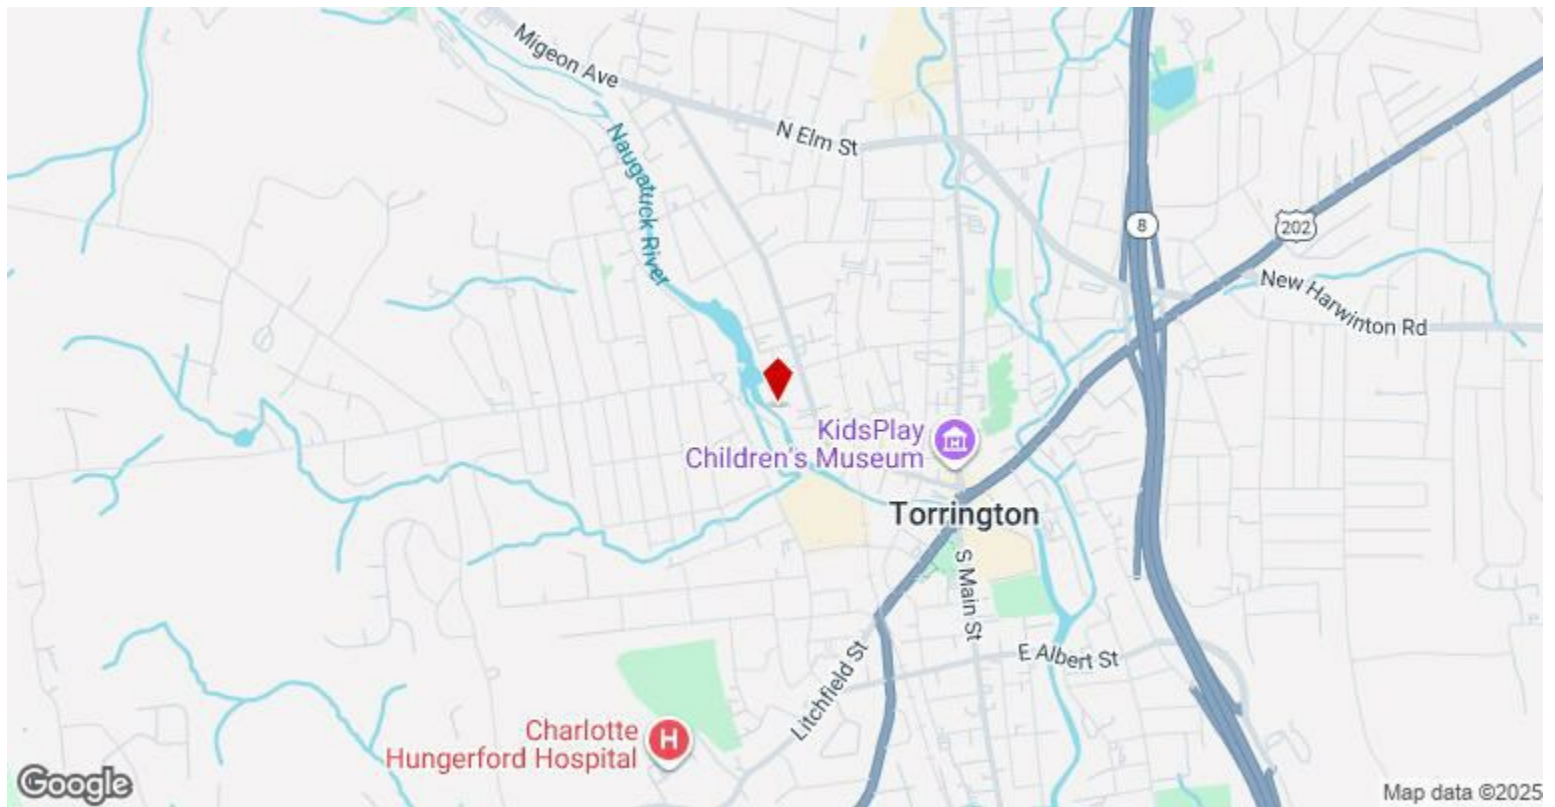 Migeon Ave
N Elm St
Naugatuck River
8
202
New Harwinton Rd
KidsPlay
Children's Museum
Torrington
S Main St
E Albert St
Litchfield St
Charlotte
Hungerford Hospital
H
Google
Map data ©2025